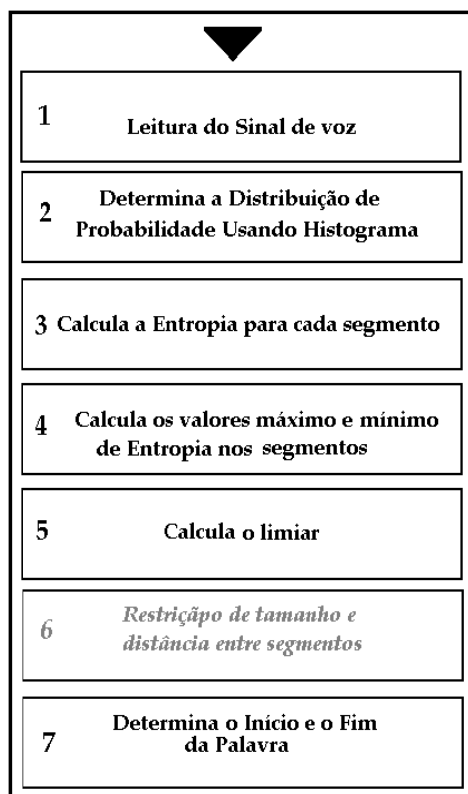 1
Leitura do Sinal de voz
2
Determina a Distribuição de
Probabilidade Usando Histograma
3 Calcula a Entropia para cada segmento
4
Calcula os valores máximo e mínimo
de Entropia nos segmentos
5
Calcula o limiar
6
Restriçãpo de tamanho e
distância entre segmentos
7
Determina o Início e o Fim
da Palavra